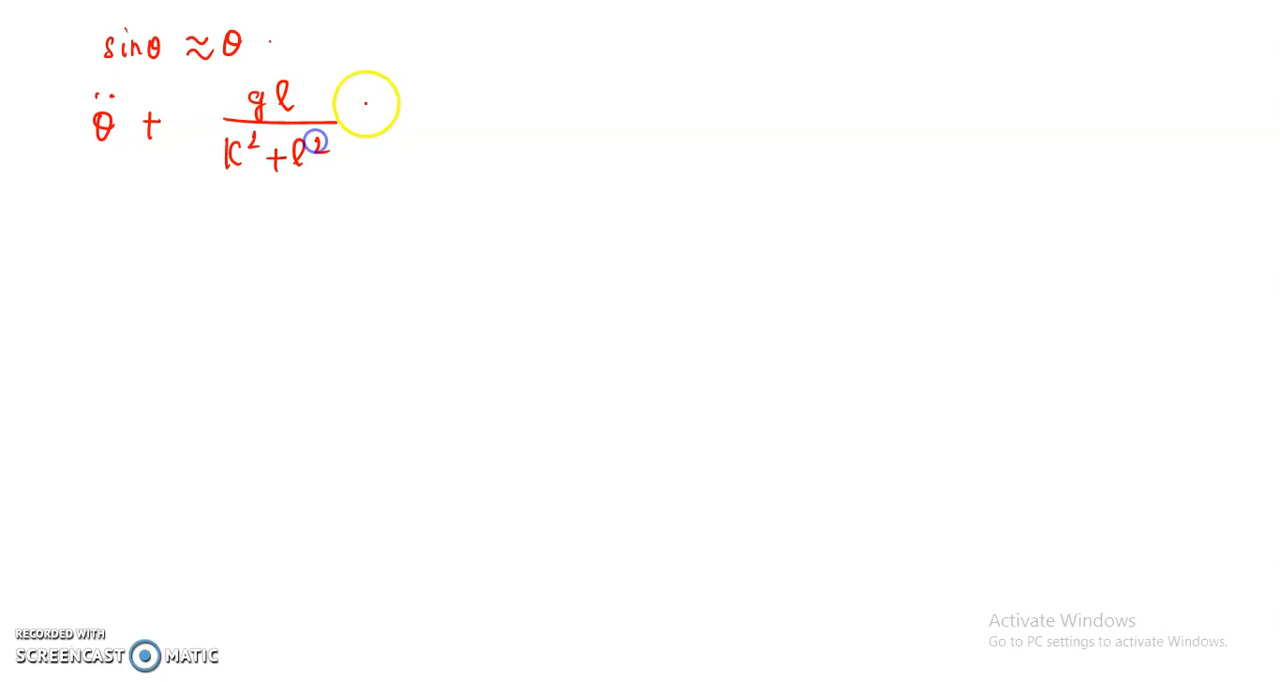 sinθ ≈ θ .
θ̈ + gl / K² + l² .
Activate Windows
Go to PC settings to activate Windows.
RECORDED WITH
SCREENCAST MATIC